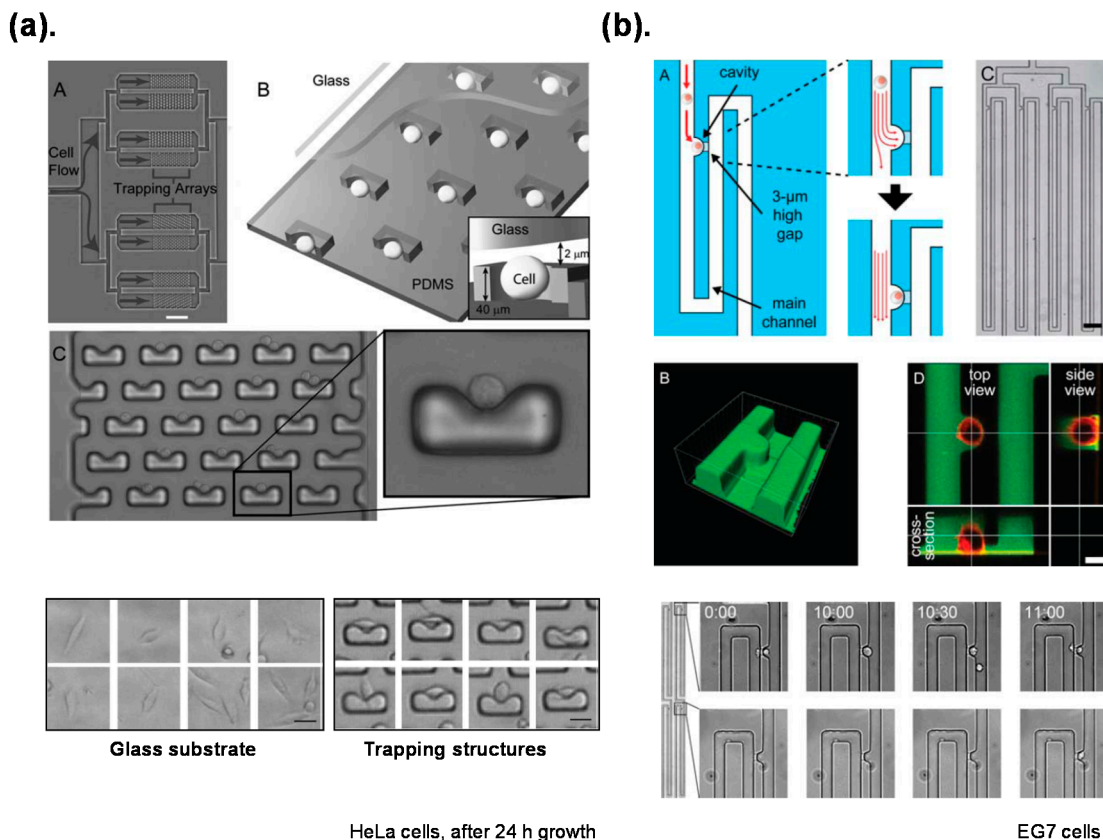 (a).
A
Cell
Flow
Trapping Arrays
B
Glass
PDMS
Glass
2 μm
Cell
40 μm
C
Glass substrate
Trapping structures
HeLa cells, after 24 h growth
(b).
A
cavity
3-μm
high
gap
main
channel
C
B
D
top
view
side
view
cross-
section
0:00
10:00
10:30
11:00
EG7 cells